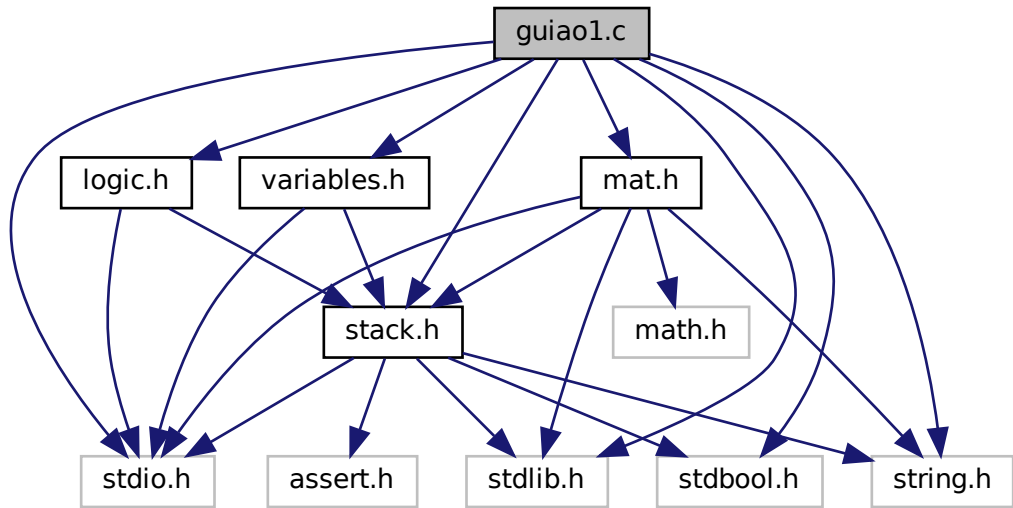 guiao1.c
logic.h
variables.h
mat.h
stack.h
math.h
stdio.h
assert.h
stdlib.h
stdbool.h
string.h